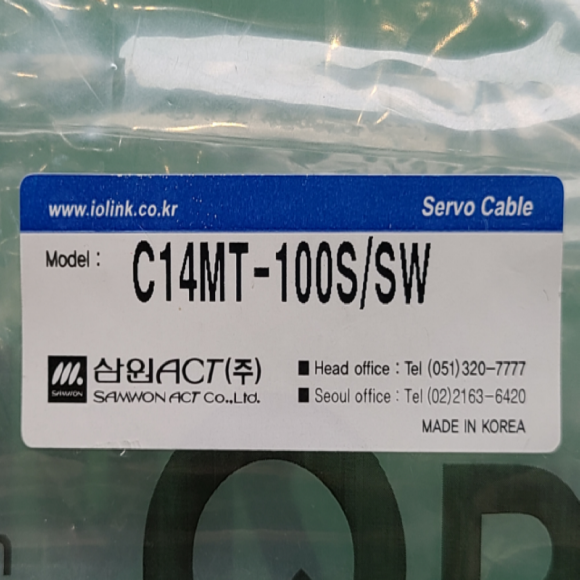 www.iolink.co.kr Servo Cable
Model : C14MT-100S/SW
삼원ACT(주)
SAMWON ACT Co.,Ltd.
SAMWON
■ Head office : Tel (051)320-7777
■ Seoul office : Tel (02)2163-6420
MADE IN KOREA